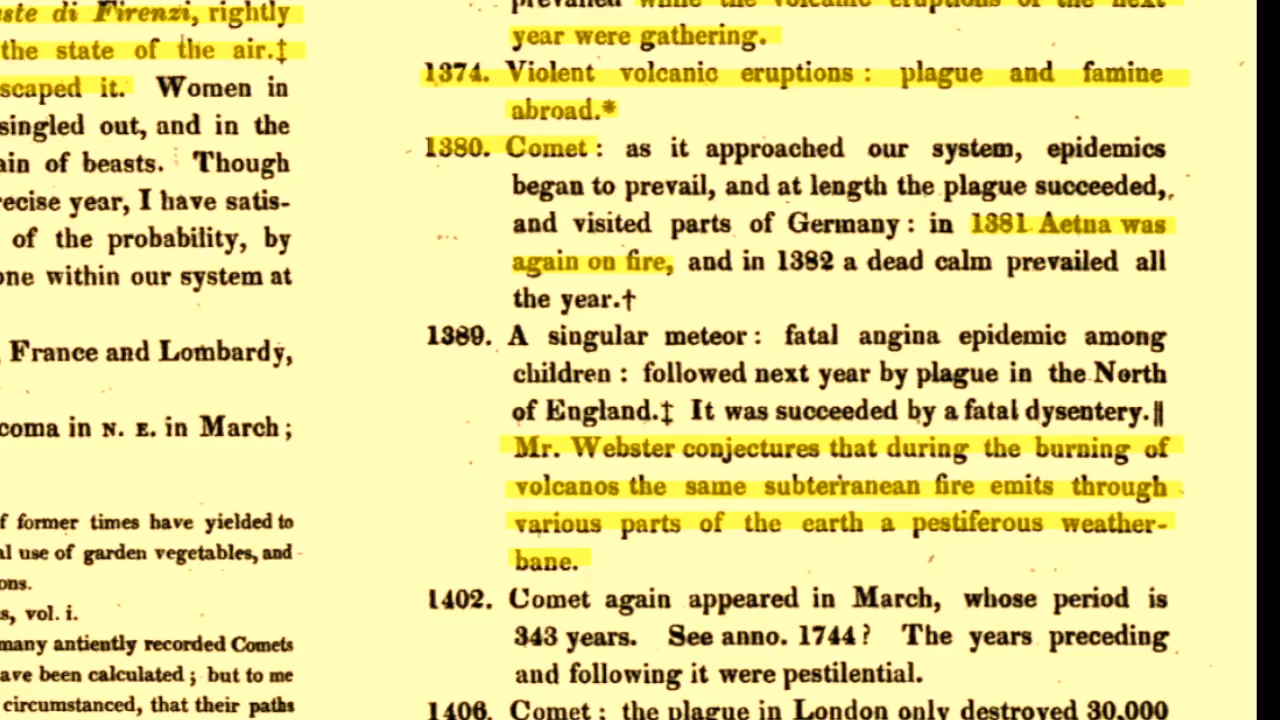 este di Firenzi, rightly
the state of the air.‡
scaped it. Women in
singled out, and in the
ain of beasts. Though
recise year, I have satis-
of the probability, by
one within our system at
France and Lombardy,
coma in N. E. in March;
f former times have yielded to
al use of garden vegetables, and
ons.
s, vol. i.
many antiently recorded Comets
ave been calculated; but to me
circumstanced, that their paths
prevailed while the volcanic eruptions of the next
year were gathering.
1374. Violent volcanic eruptions: plague and famine
abroad.*
1380. Comet: as it approached our system, epidemics
began to prevail, and at length the plague succeeded,
and visited parts of Germany: in 1381 Aetna was
again on fire, and in 1382 a dead calm prevailed all
the year.†
1389. A singular meteor: fatal angina epidemic among
children: followed next year by plague in the North
of England.‡ It was succeeded by a fatal dysentery.‖
Mr. Webster conjectures that during the burning of
volcanos the same subterranean fire emits through
various parts of the earth a pestiferous weather-
bane.
1402. Comet again appeared in March, whose period is
343 years. See anno. 1744? The years preceding
and following it were pestilential.
1406. Comet: the plague in London only destroyed 30,000